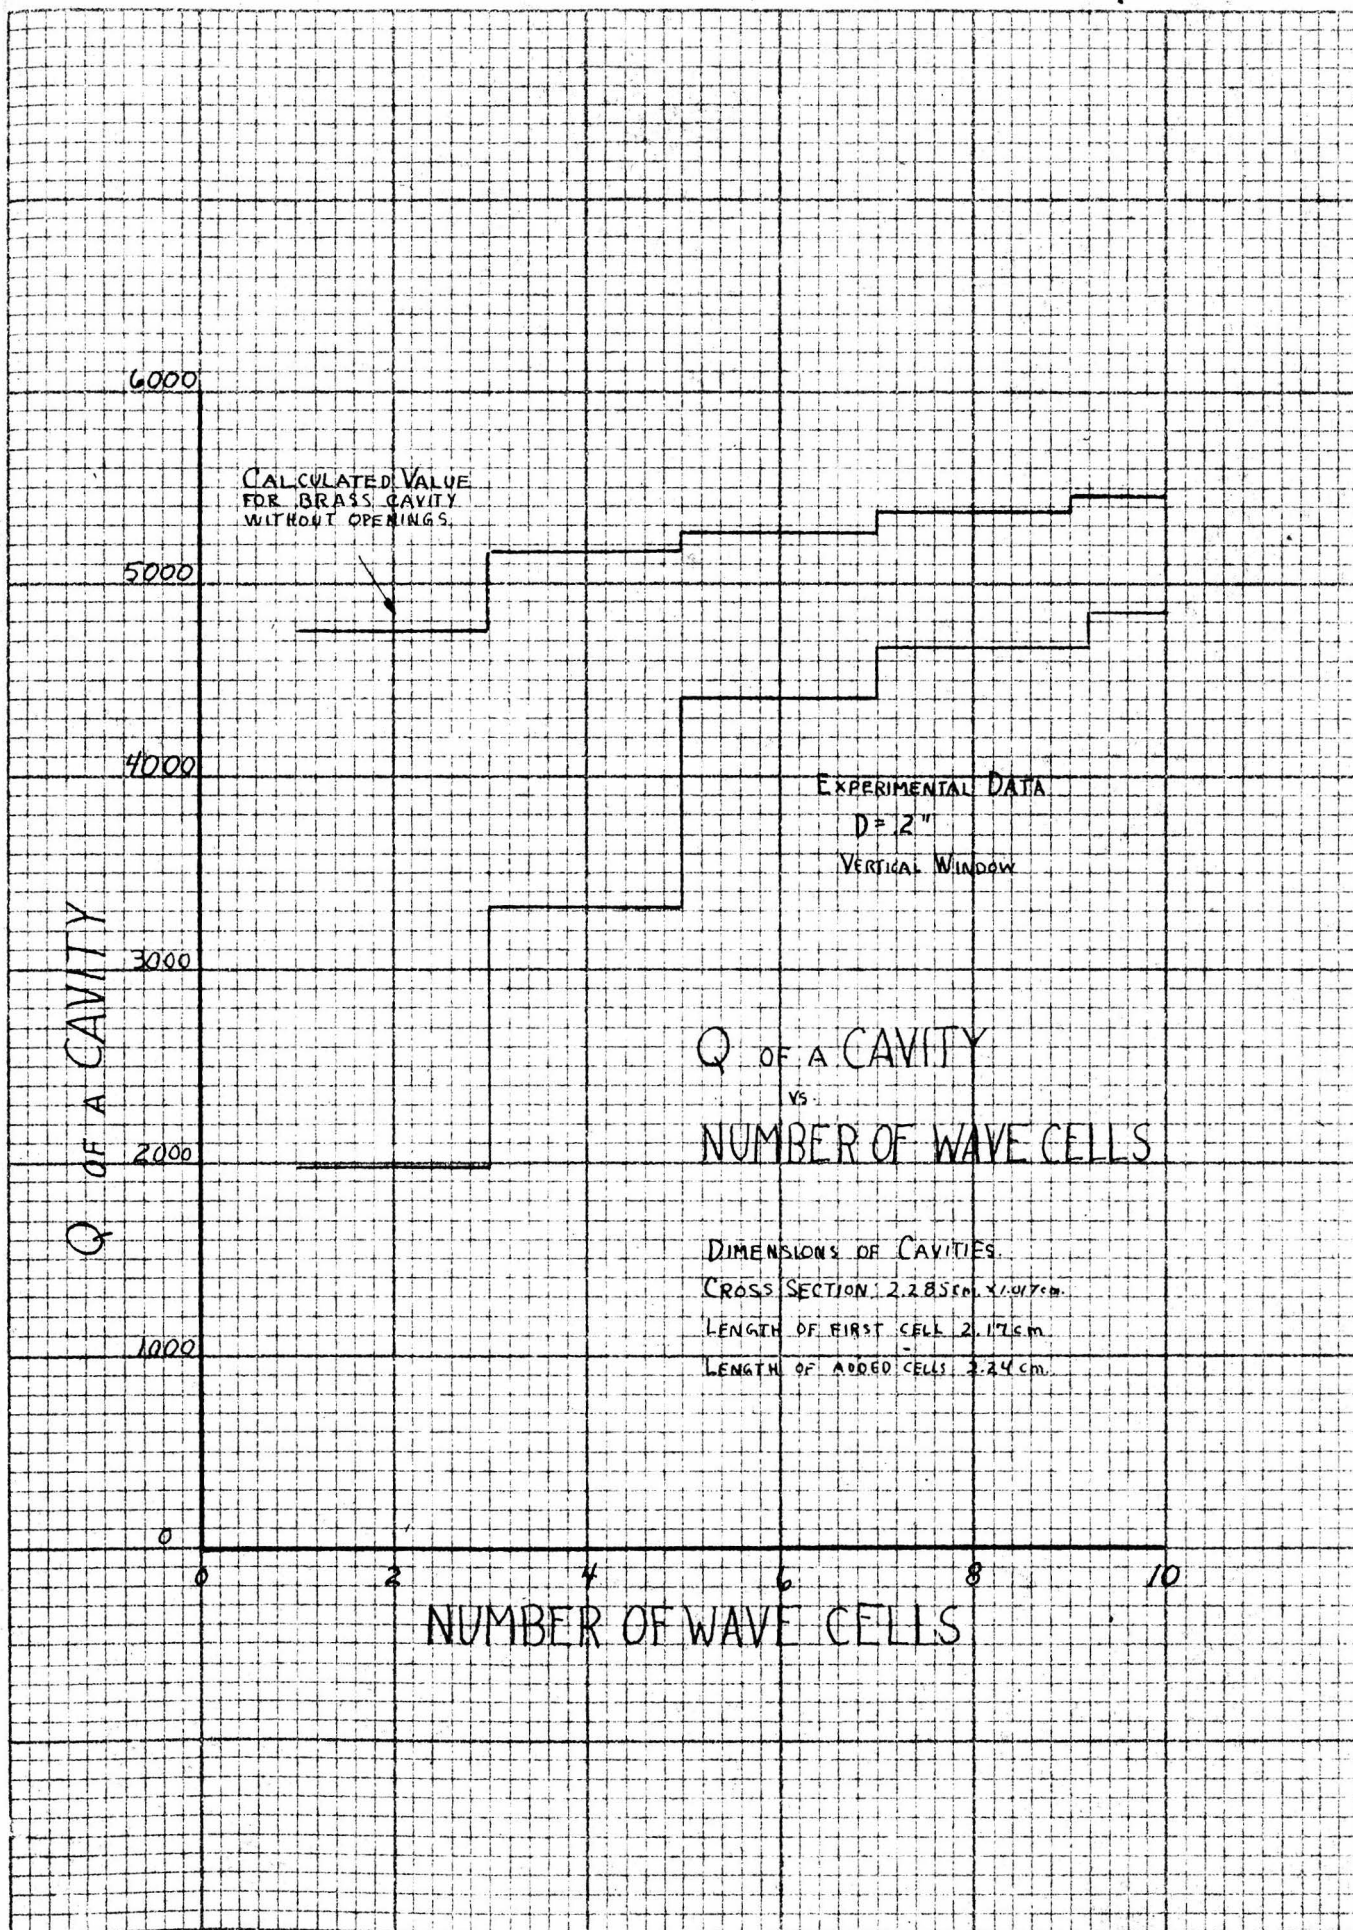 6000
CALCULATED VALUE
FOR BRASS CAVITY
WITHOUT OPENINGS.
5000
4000
EXPERIMENTAL DATA
D = .2"
VERTICAL WINDOW
3000
Q OF A CAVITY
Q OF A CAVITY
VS.
NUMBER OF WAVE CELLS
2000
DIMENSIONS OF CAVITIES.
CROSS SECTION: 2.285cm. x 1.017cm.
LENGTH OF FIRST CELL 2.17cm
1000
LENGTH OF ADDED CELLS 2.24cm.
0
0 2 4 6 8 10
NUMBER OF WAVE CELLS